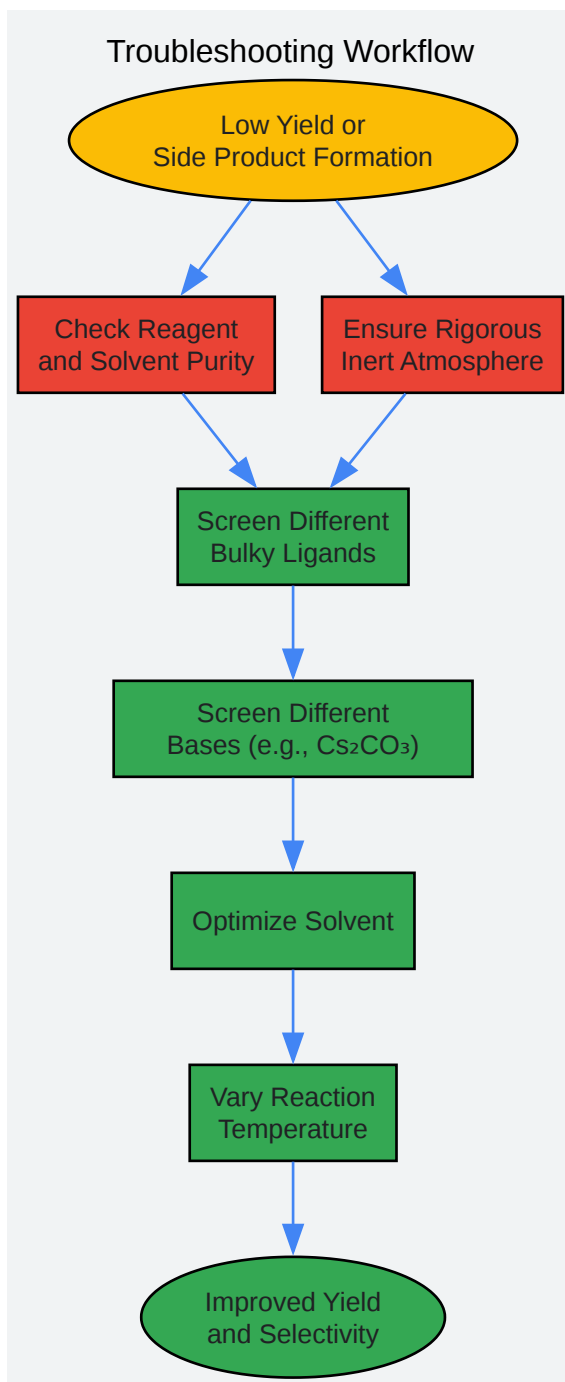 Troubleshooting Workflow
Low Yield or
Side Product Formation
Check Reagent
and Solvent Purity
Ensure Rigorous
Inert Atmosphere
Screen Different
Bulky Ligands
Screen Different
Bases (e.g., Cs₂CO₃)
Optimize Solvent
Vary Reaction
Temperature
Improved Yield
and Selectivity